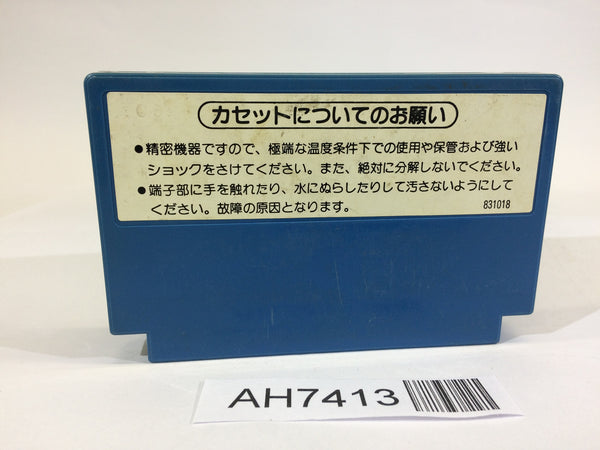 カセットについてのお願い
●精密機器ですので、極端な温度条件下での使用や保管および強い
ショックをさけてください。また、絶対に分解しないでください。
●端子部に手を触れたり、水にぬらしたりして汚さないようにして
ください。故障の原因となります。
831018
AH7413